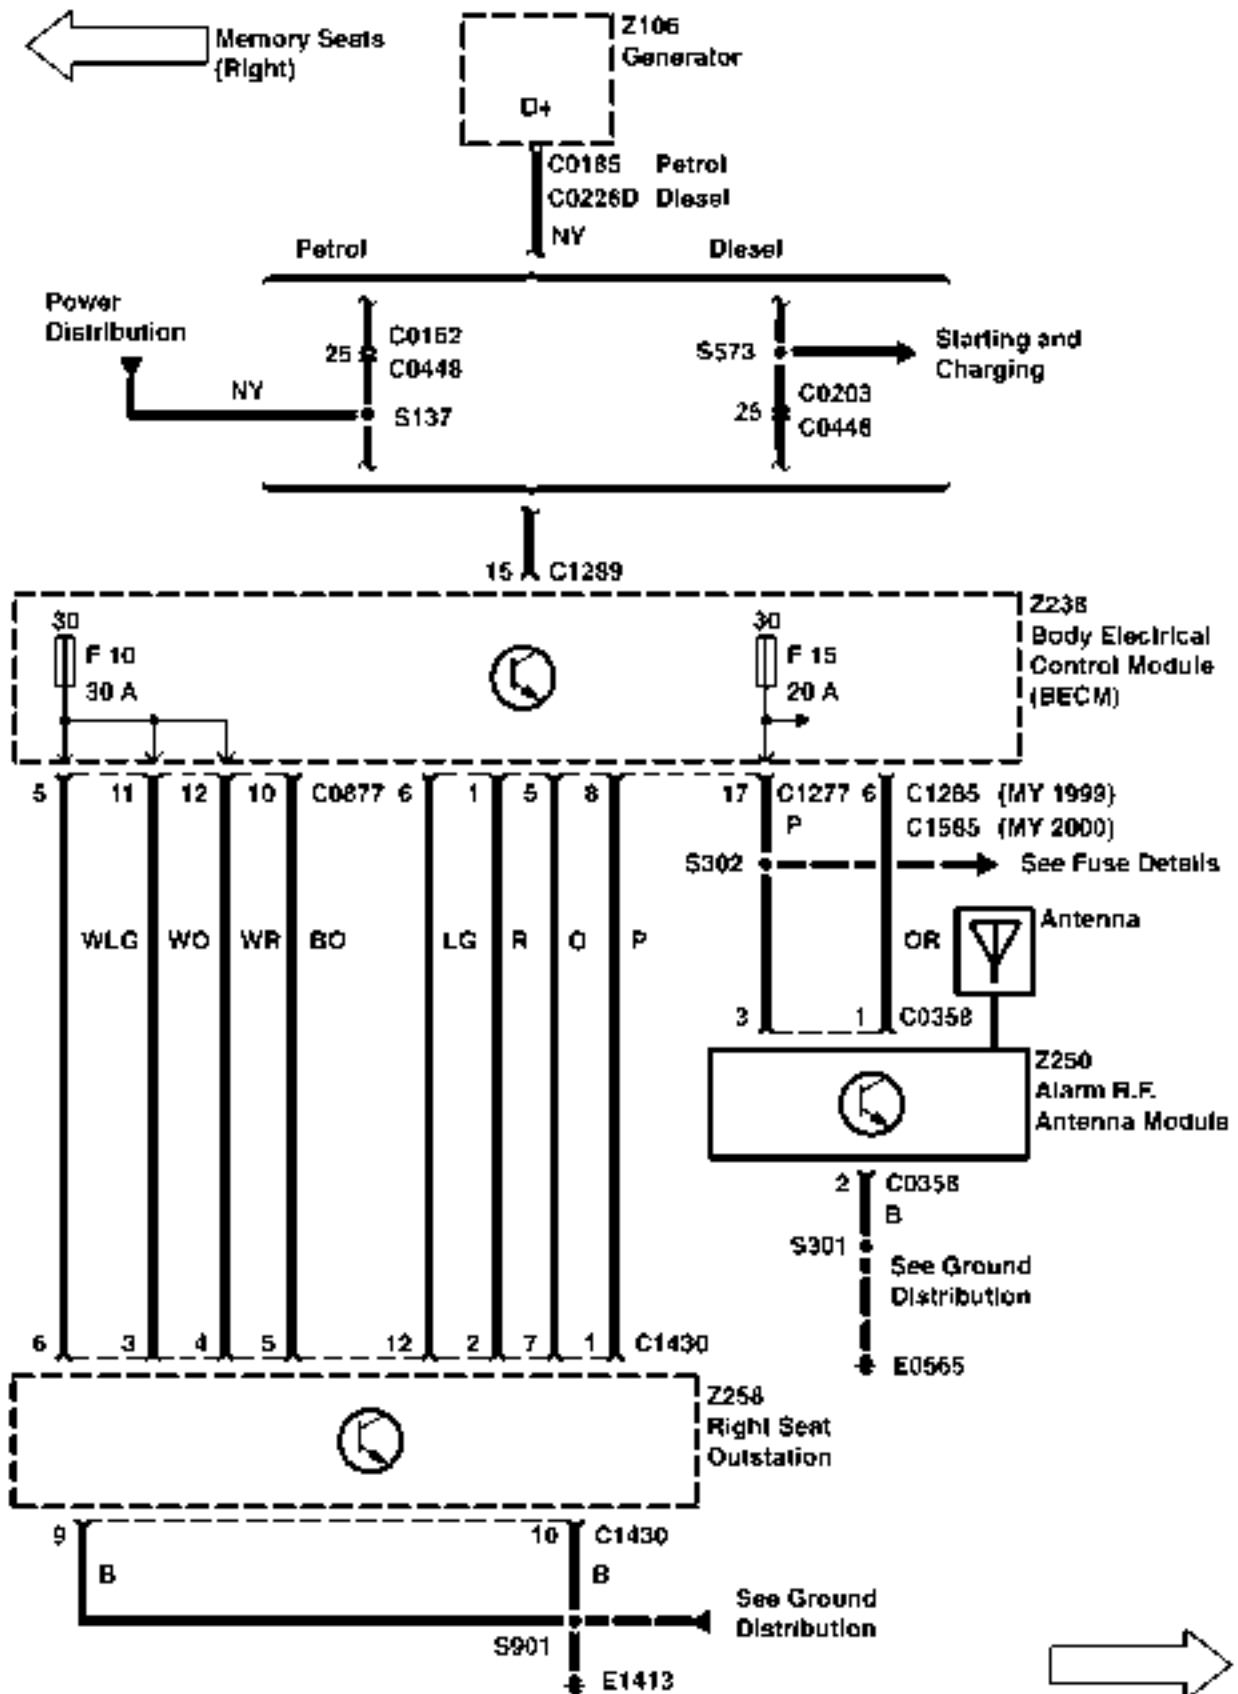 Memory Seats
(Right)
Z106
Generator
D+
C0185 Petrol
C0226D Diesel
NY
Petrol
Diesel
Power
Distribution
NY
25
C0162
C0448
S137
S573
Starting and
Charging
25
C0203
C0448
15 C1289
Z238
Body Electrical
Control Module
(BECM)
30
F 10
30 A
30
F 15
20 A
5 11 12 10 C0877 6 1 5 8 17 C1277 6 C1285 (MY 1999)
P C1585 (MY 2000)
S302 See Fuse Details
WLG WO WR BO LG R O P OR
Antenna
3 1 C0358
Z250
Alarm R.F.
Antenna Module
2 C0358
B
S301
See Ground
Distribution
E0565
6 3 4 5 12 2 7 1 C1430
Z258
Right Seat
Outstation
9 10 C1430
B B
See Ground
Distribution
S901
E1413